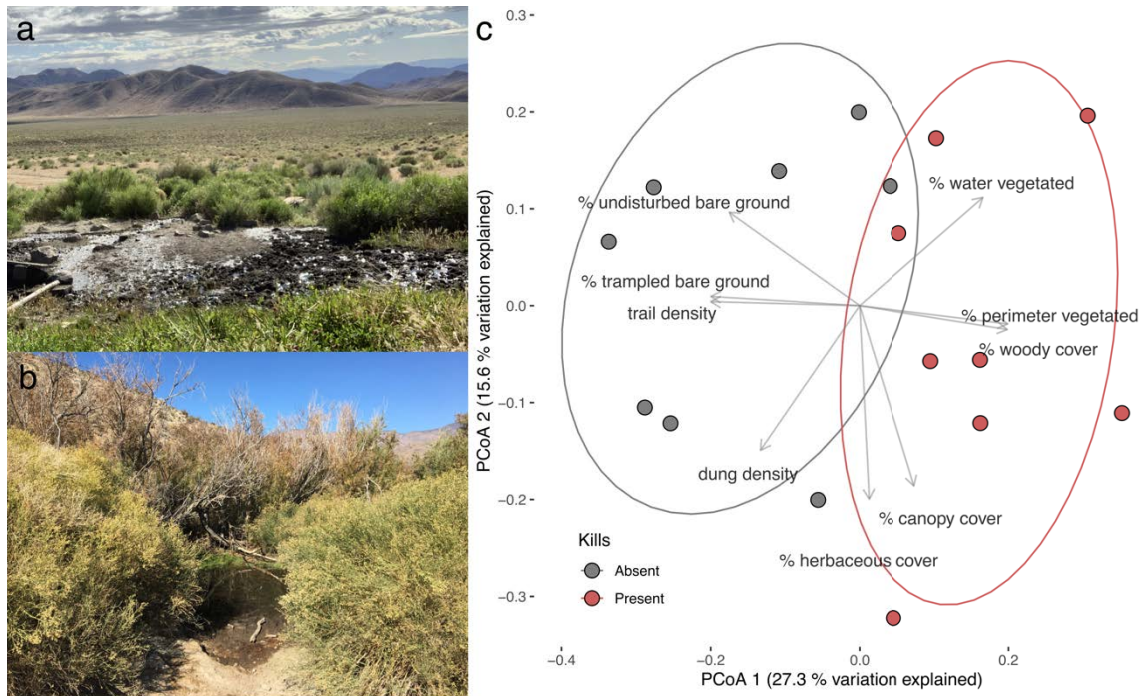 a
b
c
0.3
0.2
0.1
0.0
−0.1
−0.2
−0.3
PCoA 2 (15.6 % variation explained)
% water vegetated
% undisturbed bare ground
% trampled bare ground
trail density
% perimeter vegetated
% woody cover
dung density
% canopy cover
% herbaceous cover
Kills
Absent
Present
−0.4
−0.2
0.0
0.2
PCoA 1 (27.3 % variation explained)